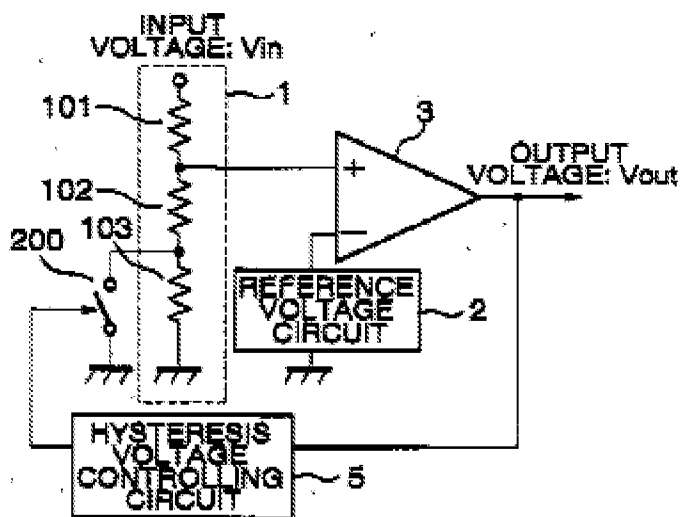 INPUT
VOLTAGE: Vin
1
101
3
+
OUTPUT
VOLTAGE: Vout
102
−
200
103
REFERENCE
VOLTAGE
CIRCUIT
2
HYSTERESIS
VOLTAGE
CONTROLLING
CIRCUIT
5